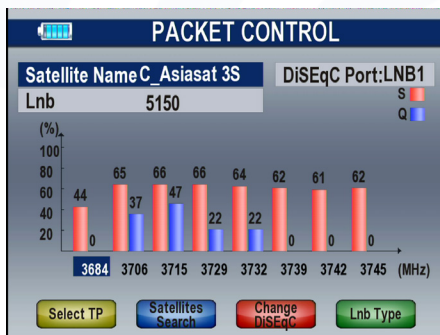 PACKET CONTROL
Satellite Name C_Asiasat 3S
DiSEqC Port:LNB1
Lnb 5150
S
Q
(%)
100
80
60
40
20
44 0 65 37 66 47 66 22 64 22 62 0 61 0 62 0
3684 3706 3715 3729 3732 3739 3742 3745 (MHz)
Select TP
Satellites
Search
Change
DiSEqC
Lnb Type